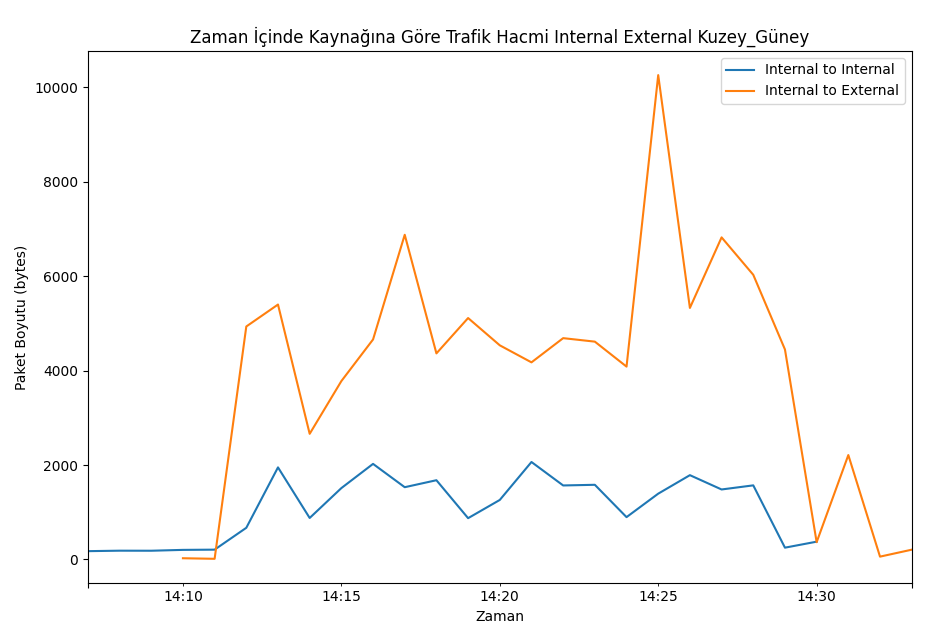 Zaman İçinde Kaynağına Göre Trafik Hacmi Internal External Kuzey_Güney
Internal to Internal
Internal to External
Paket Boyutu (bytes)
10000
8000
6000
4000
2000
0
14:10
14:15
14:20
14:25
14:30
Zaman